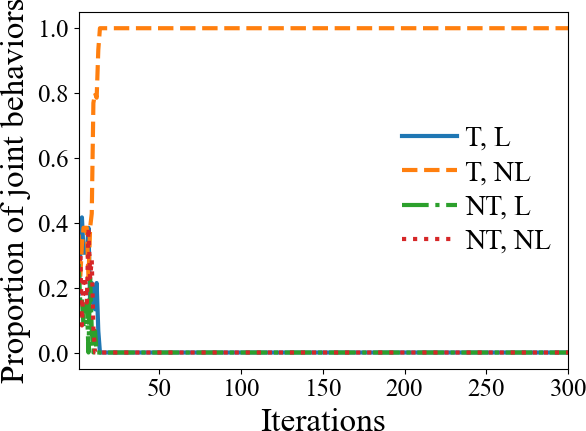 Proportion of joint behaviors
1.0
0.8
0.6
0.4
0.2
0.0
T, L
T, NL
NT, L
NT, NL
50 100 150 200 250 300
Iterations